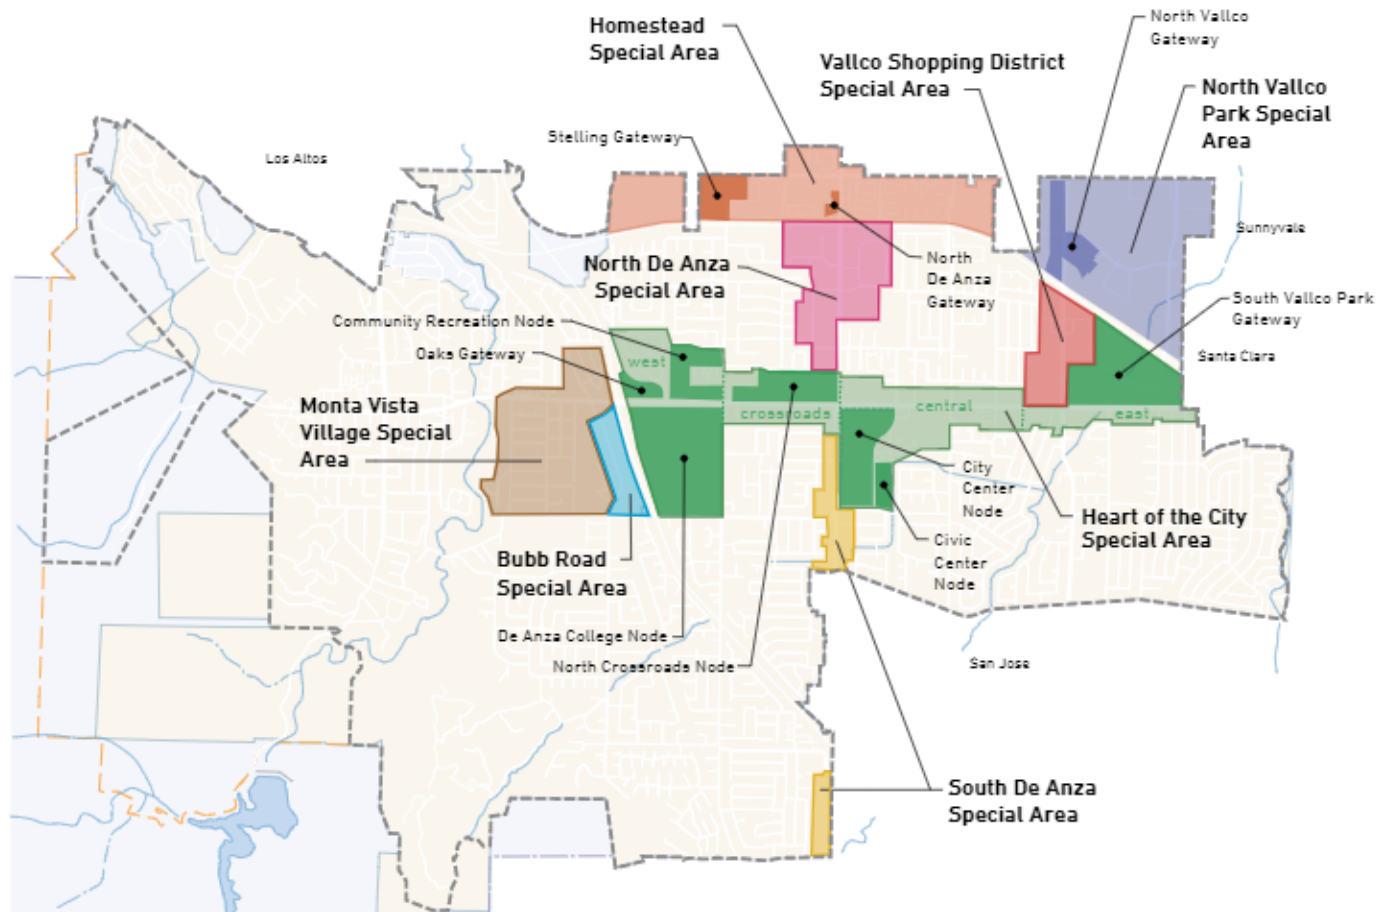 North Vallco
Gateway
Homestead
Special Area
Vallco Shopping District
Special Area
North Vallco
Park Special
Area
Stelling Gateway
Los Altos
Sunnyvale
North De Anza
Special Area
North
De Anza
Gateway
South Vallco Park
Gateway
Community Recreation Node
Oaks Gateway
Santa Clara
west
Monta Vista
Village Special
Area
crossroads
central
east
City
Center
Node
Heart of the City
Special Area
Civic
Center
Node
Bubb Road
Special Area
De Anza College Node
North Crossroads Node
San Jose
South De Anza
Special Area